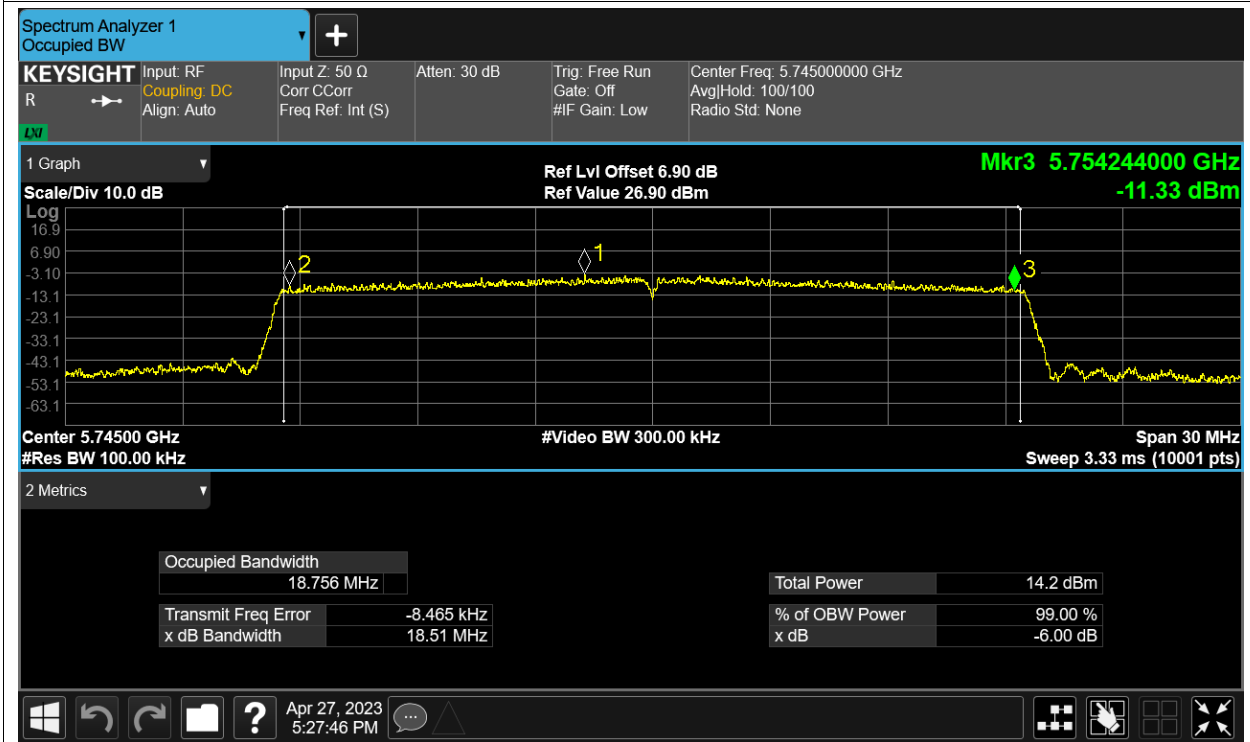 Spectrum Analyzer 1
Occupied BW
KEYSIGHT
R
LXI
Input: RF
Coupling: DC
Align: Auto
Input Z: 50 Ω
Corr CCorr
Freq Ref: Int (S)
Atten: 30 dB
Trig: Free Run
Gate: Off
#IF Gain: Low
Center Freq: 5.745000000 GHz
Avg|Hold: 100/100
Radio Std: None
1 Graph
Scale/Div 10.0 dB
Ref Lvl Offset 6.90 dB
Ref Value 26.90 dBm
Mkr3 5.754244000 GHz
-11.33 dBm
Log
16.9
6.90
-3.10
-13.1
-23.1
-33.1
-43.1
-53.1
-63.1
2
1
3
Center 5.74500 GHz
#Video BW 300.00 kHz
Span 30 MHz
#Res BW 100.00 kHz
Sweep 3.33 ms (10001 pts)
2 Metrics
Occupied Bandwidth
18.756 MHz
Transmit Freq Error -8.465 kHz
x dB Bandwidth 18.51 MHz
Total Power 14.2 dBm
% of OBW Power 99.00 %
x dB -6.00 dB
?
Apr 27, 2023
5:27:46 PM